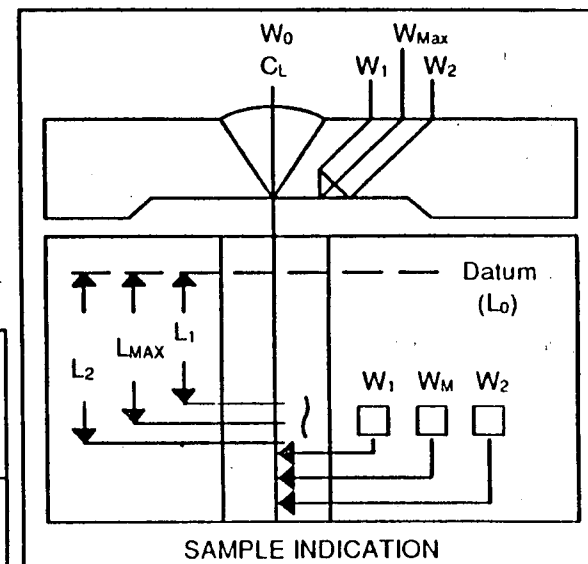 W0 WMax
CL W1 W2
Datum
(L0)
L1
LMAX
L2
W1 WM W2
SAMPLE INDICATION